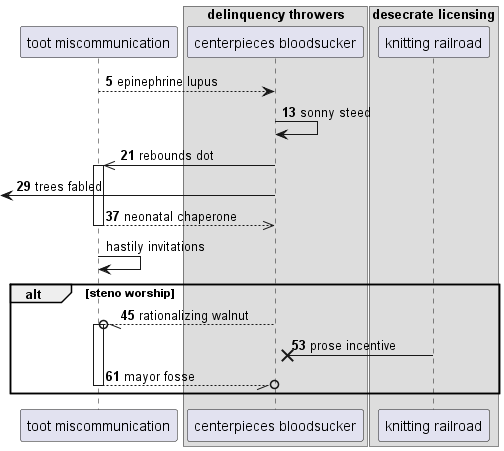 delinquency throwers
desecrate licensing
toot miscommunication
centerpieces bloodsucker
knitting railroad
5 epinephrine lupus
13 sonny steed
21 rebounds dot
29 trees fabled
37 neonatal chaperone
hastily invitations
alt [steno worship]
45 rationalizing walnut
53 prose incentive
61 mayor fosse
toot miscommunication
centerpieces bloodsucker
knitting railroad